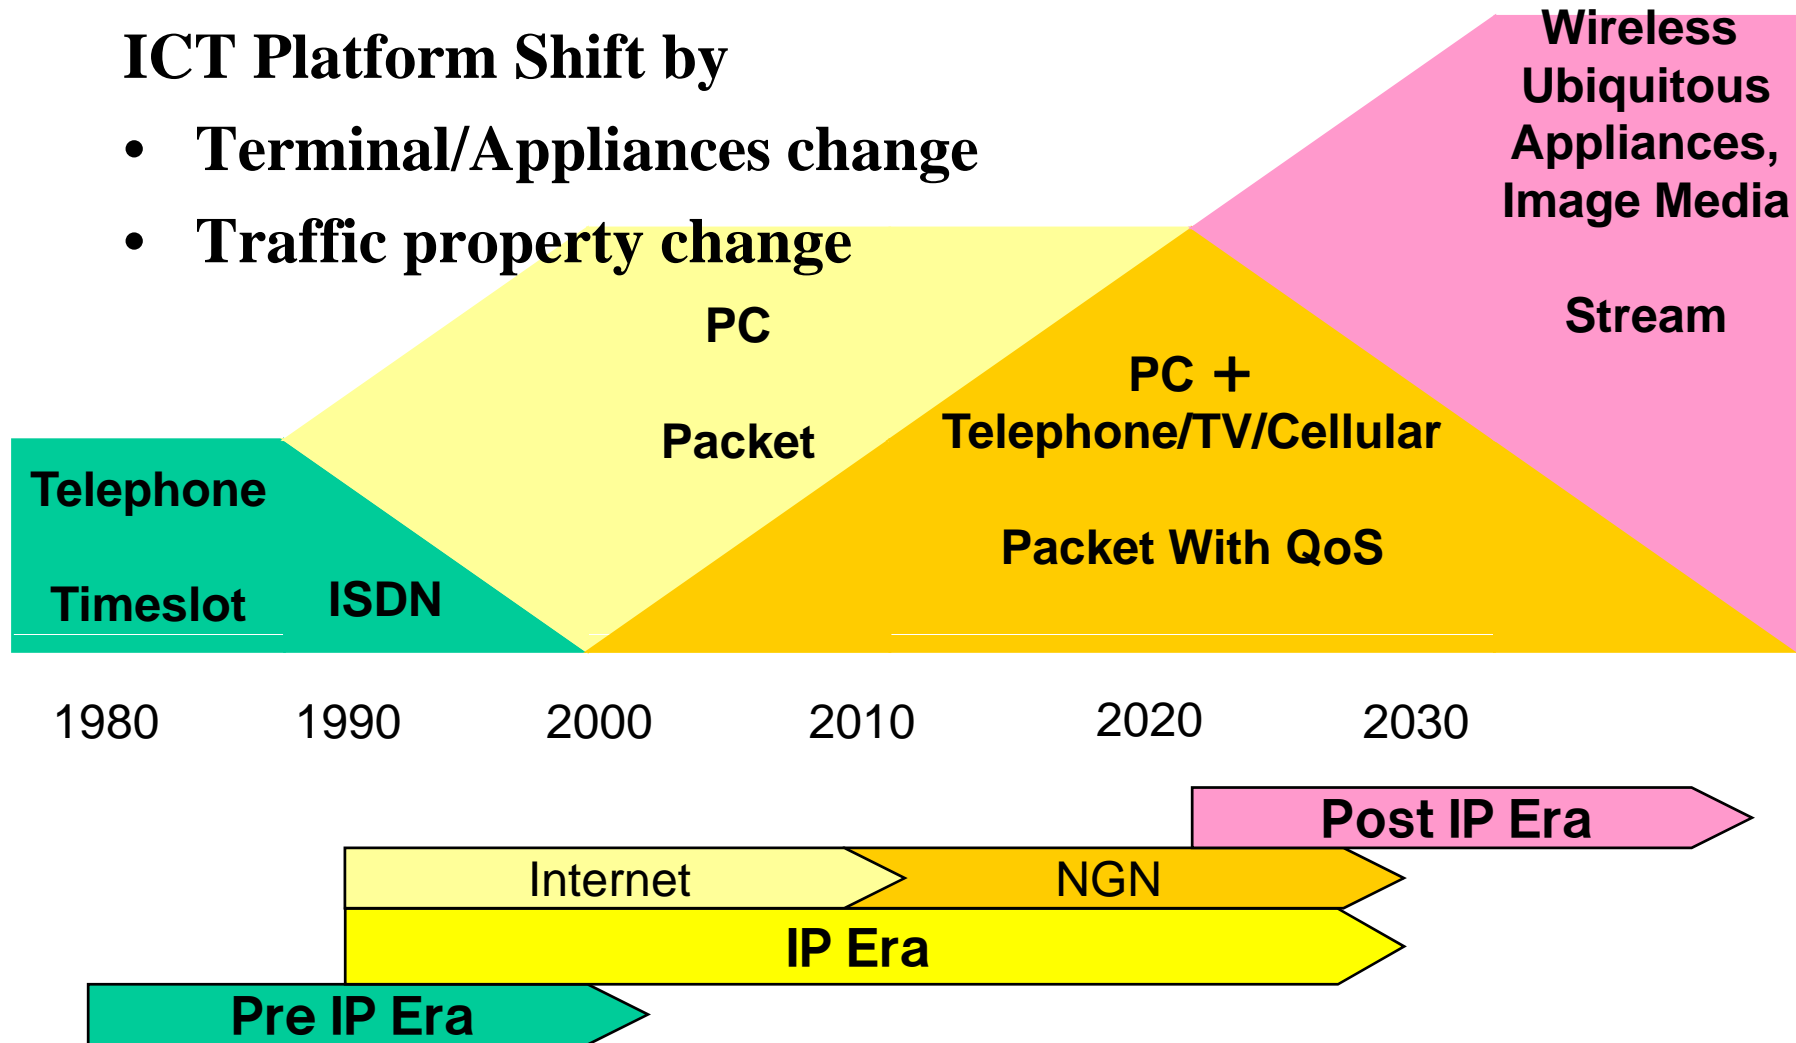 ICT Platform Shift by
• Terminal/Appliances change
• Traffic property change
Wireless
Ubiquitous
Appliances,
Image Media
Stream
PC
Packet
PC +
Telephone/TV/Cellular
Packet With QoS
Telephone
Timeslot
ISDN
1980 1990 2000 2010 2020 2030
Post IP Era
Internet NGN
IP Era
Pre IP Era